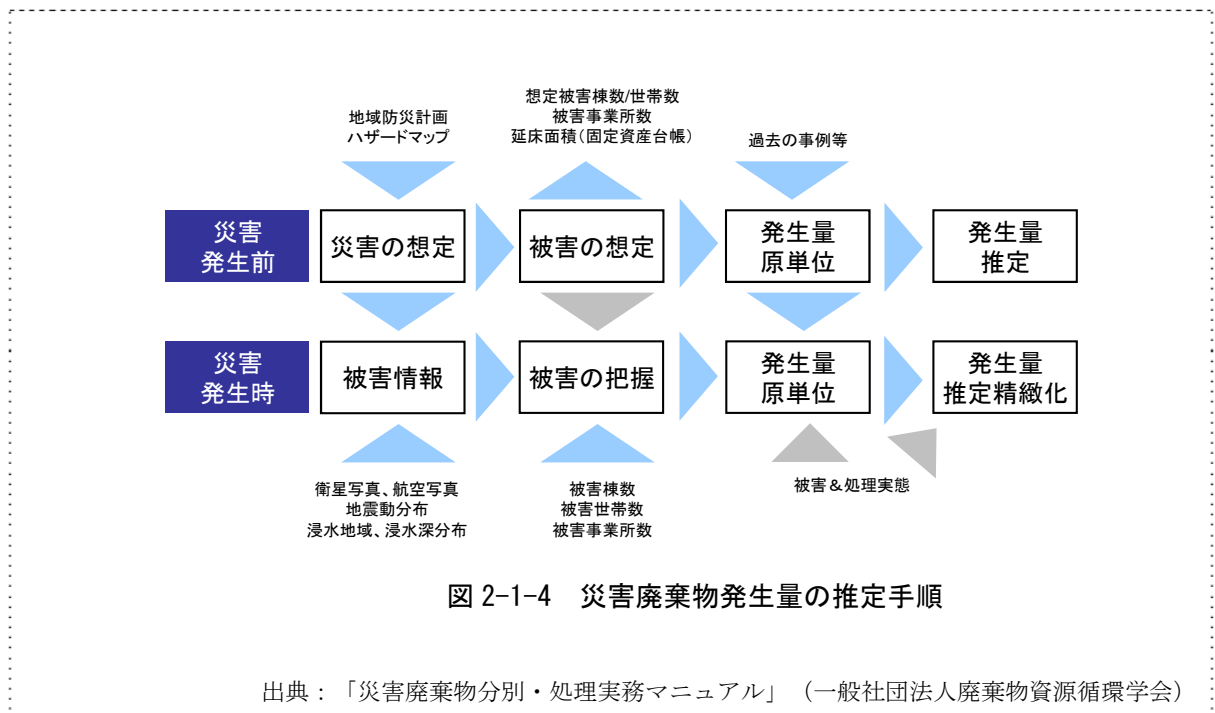 地域防災計画
ハザードマップ
想定被害棟数/世帯数
被害事業所数
延床面積(固定資産台帳)
過去の事例等
災害
発生前
災害の想定
被害の想定
発生量
原単位
発生量
推定
災害
発生時
被害情報
被害の把握
発生量
原単位
発生量
推定精緻化
衛星写真、航空写真
地震動分布
浸水地域、浸水深分布
被害棟数
被害世帯数
被害事業所数
被害&処理実態
図 2-1-4 災害廃棄物発生量の推定手順
出典:「災害廃棄物分別・処理実務マニュアル」(一般社団法人廃棄物資源循環学会)